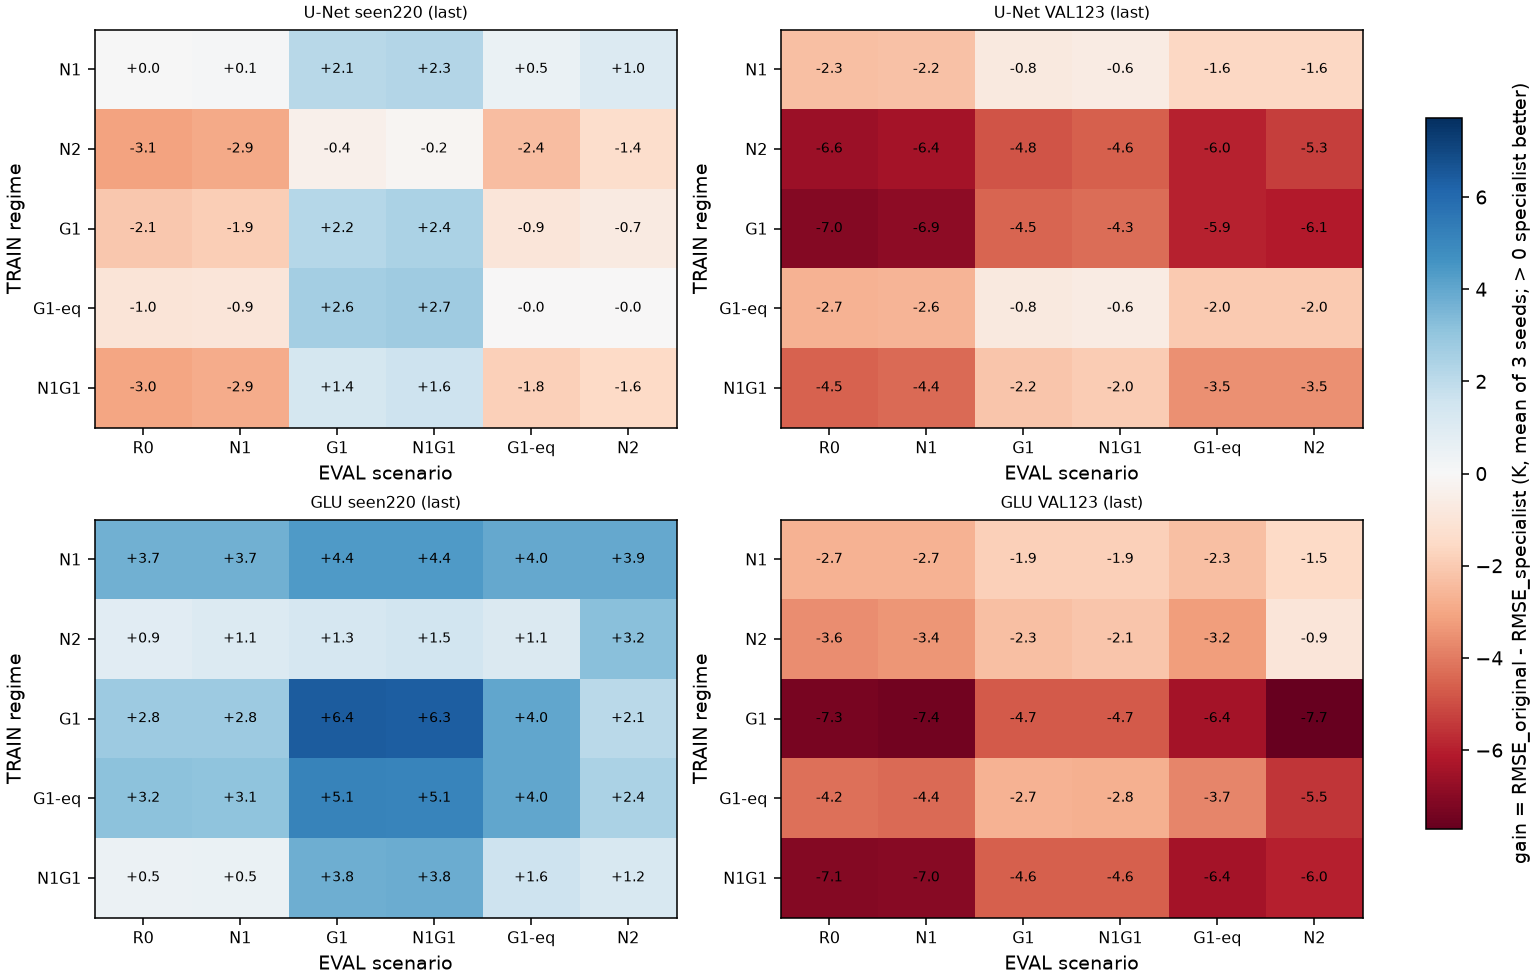 U-Net seen220 (last)
TRAIN regime
N1 +0.0 +0.1 +2.1 +2.3 +0.5 +1.0
N2 -3.1 -2.9 -0.4 -0.2 -2.4 -1.4
G1 -2.1 -1.9 +2.2 +2.4 -0.9 -0.7
G1-eq -1.0 -0.9 +2.6 +2.7 -0.0 -0.0
N1G1 -3.0 -2.9 +1.4 +1.6 -1.8 -1.6
R0 N1 G1 N1G1 G1-eq N2
EVAL scenario
U-Net VAL123 (last)
TRAIN regime
N1 -2.3 -2.2 -0.8 -0.6 -1.6 -1.6
N2 -6.6 -6.4 -4.8 -4.6 -6.0 -5.3
G1 -7.0 -6.9 -4.5 -4.3 -5.9 -6.1
G1-eq -2.7 -2.6 -0.8 -0.6 -2.0 -2.0
N1G1 -4.5 -4.4 -2.2 -2.0 -3.5 -3.5
R0 N1 G1 N1G1 G1-eq N2
EVAL scenario
GLU seen220 (last)
TRAIN regime
N1 +3.7 +3.7 +4.4 +4.4 +4.0 +3.9
N2 +0.9 +1.1 +1.3 +1.5 +1.1 +3.2
G1 +2.8 +2.8 +6.4 +6.3 +4.0 +2.1
G1-eq +3.2 +3.1 +5.1 +5.1 +4.0 +2.4
N1G1 +0.5 +0.5 +3.8 +3.8 +1.6 +1.2
R0 N1 G1 N1G1 G1-eq N2
EVAL scenario
GLU VAL123 (last)
TRAIN regime
N1 -2.7 -2.7 -1.9 -1.9 -2.3 -1.5
N2 -3.6 -3.4 -2.3 -2.1 -3.2 -0.9
G1 -7.3 -7.4 -4.7 -4.7 -6.4 -7.7
G1-eq -4.2 -4.4 -2.7 -2.8 -3.7 -5.5
N1G1 -7.1 -7.0 -4.6 -4.6 -6.4 -6.0
R0 N1 G1 N1G1 G1-eq N2
EVAL scenario
6
4
2
0
−2
−4
−6
gain = RMSE_original - RMSE_specialist (K, mean of 3 seeds; > 0 specialist better)